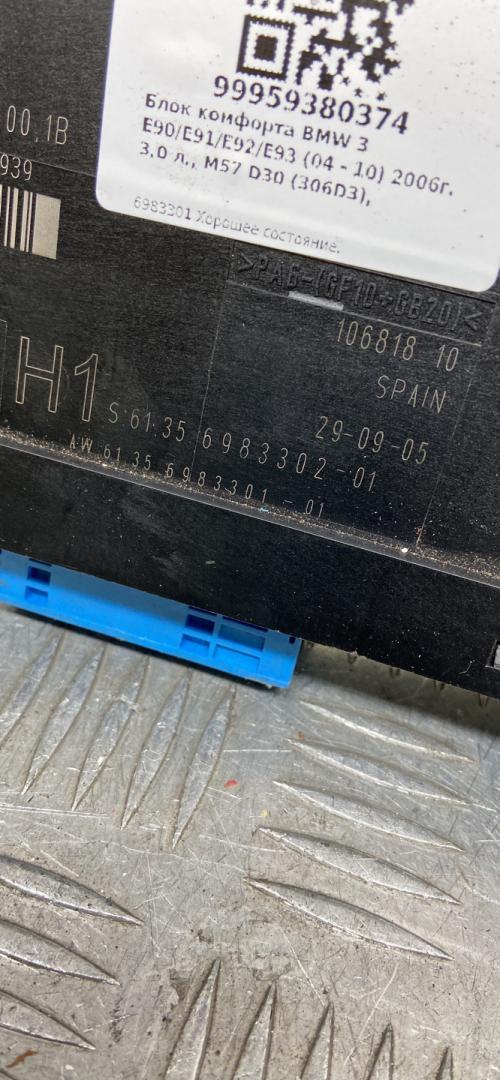 99959380374
Блок комфорта BMW 3
E90/E91/E92/E93 (04 - 10) 2006г.
3,0 л., M57 D30 (306D3),
6983301 Хорошее состояние.
00.1B
939
>PA6-(GF10+GB20)<
106818 10
SPAIN
29-09-05
H1
S 61.35 6983302-01
AW 61.35 6983301-01